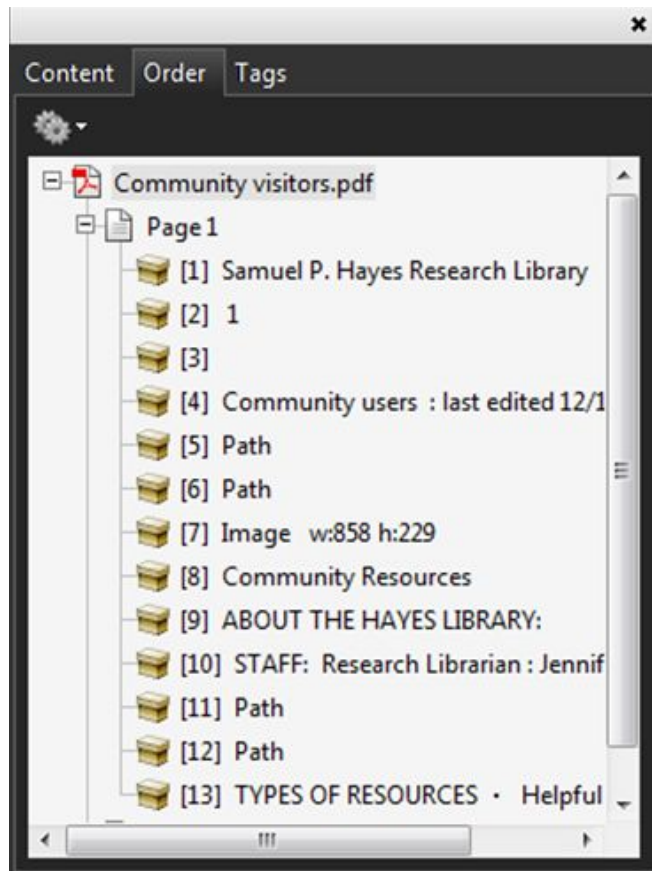 Content Order Tags
Community visitors.pdf
Page 1
[1] Samuel P. Hayes Research Library
[2] 1
[3]
[4] Community users : last edited 12/1
[5] Path
[6] Path
[7] Image w:858 h:229
[8] Community Resources
[9] ABOUT THE HAYES LIBRARY:
[10] STAFF: Research Librarian : Jennif
[11] Path
[12] Path
[13] TYPES OF RESOURCES · Helpful